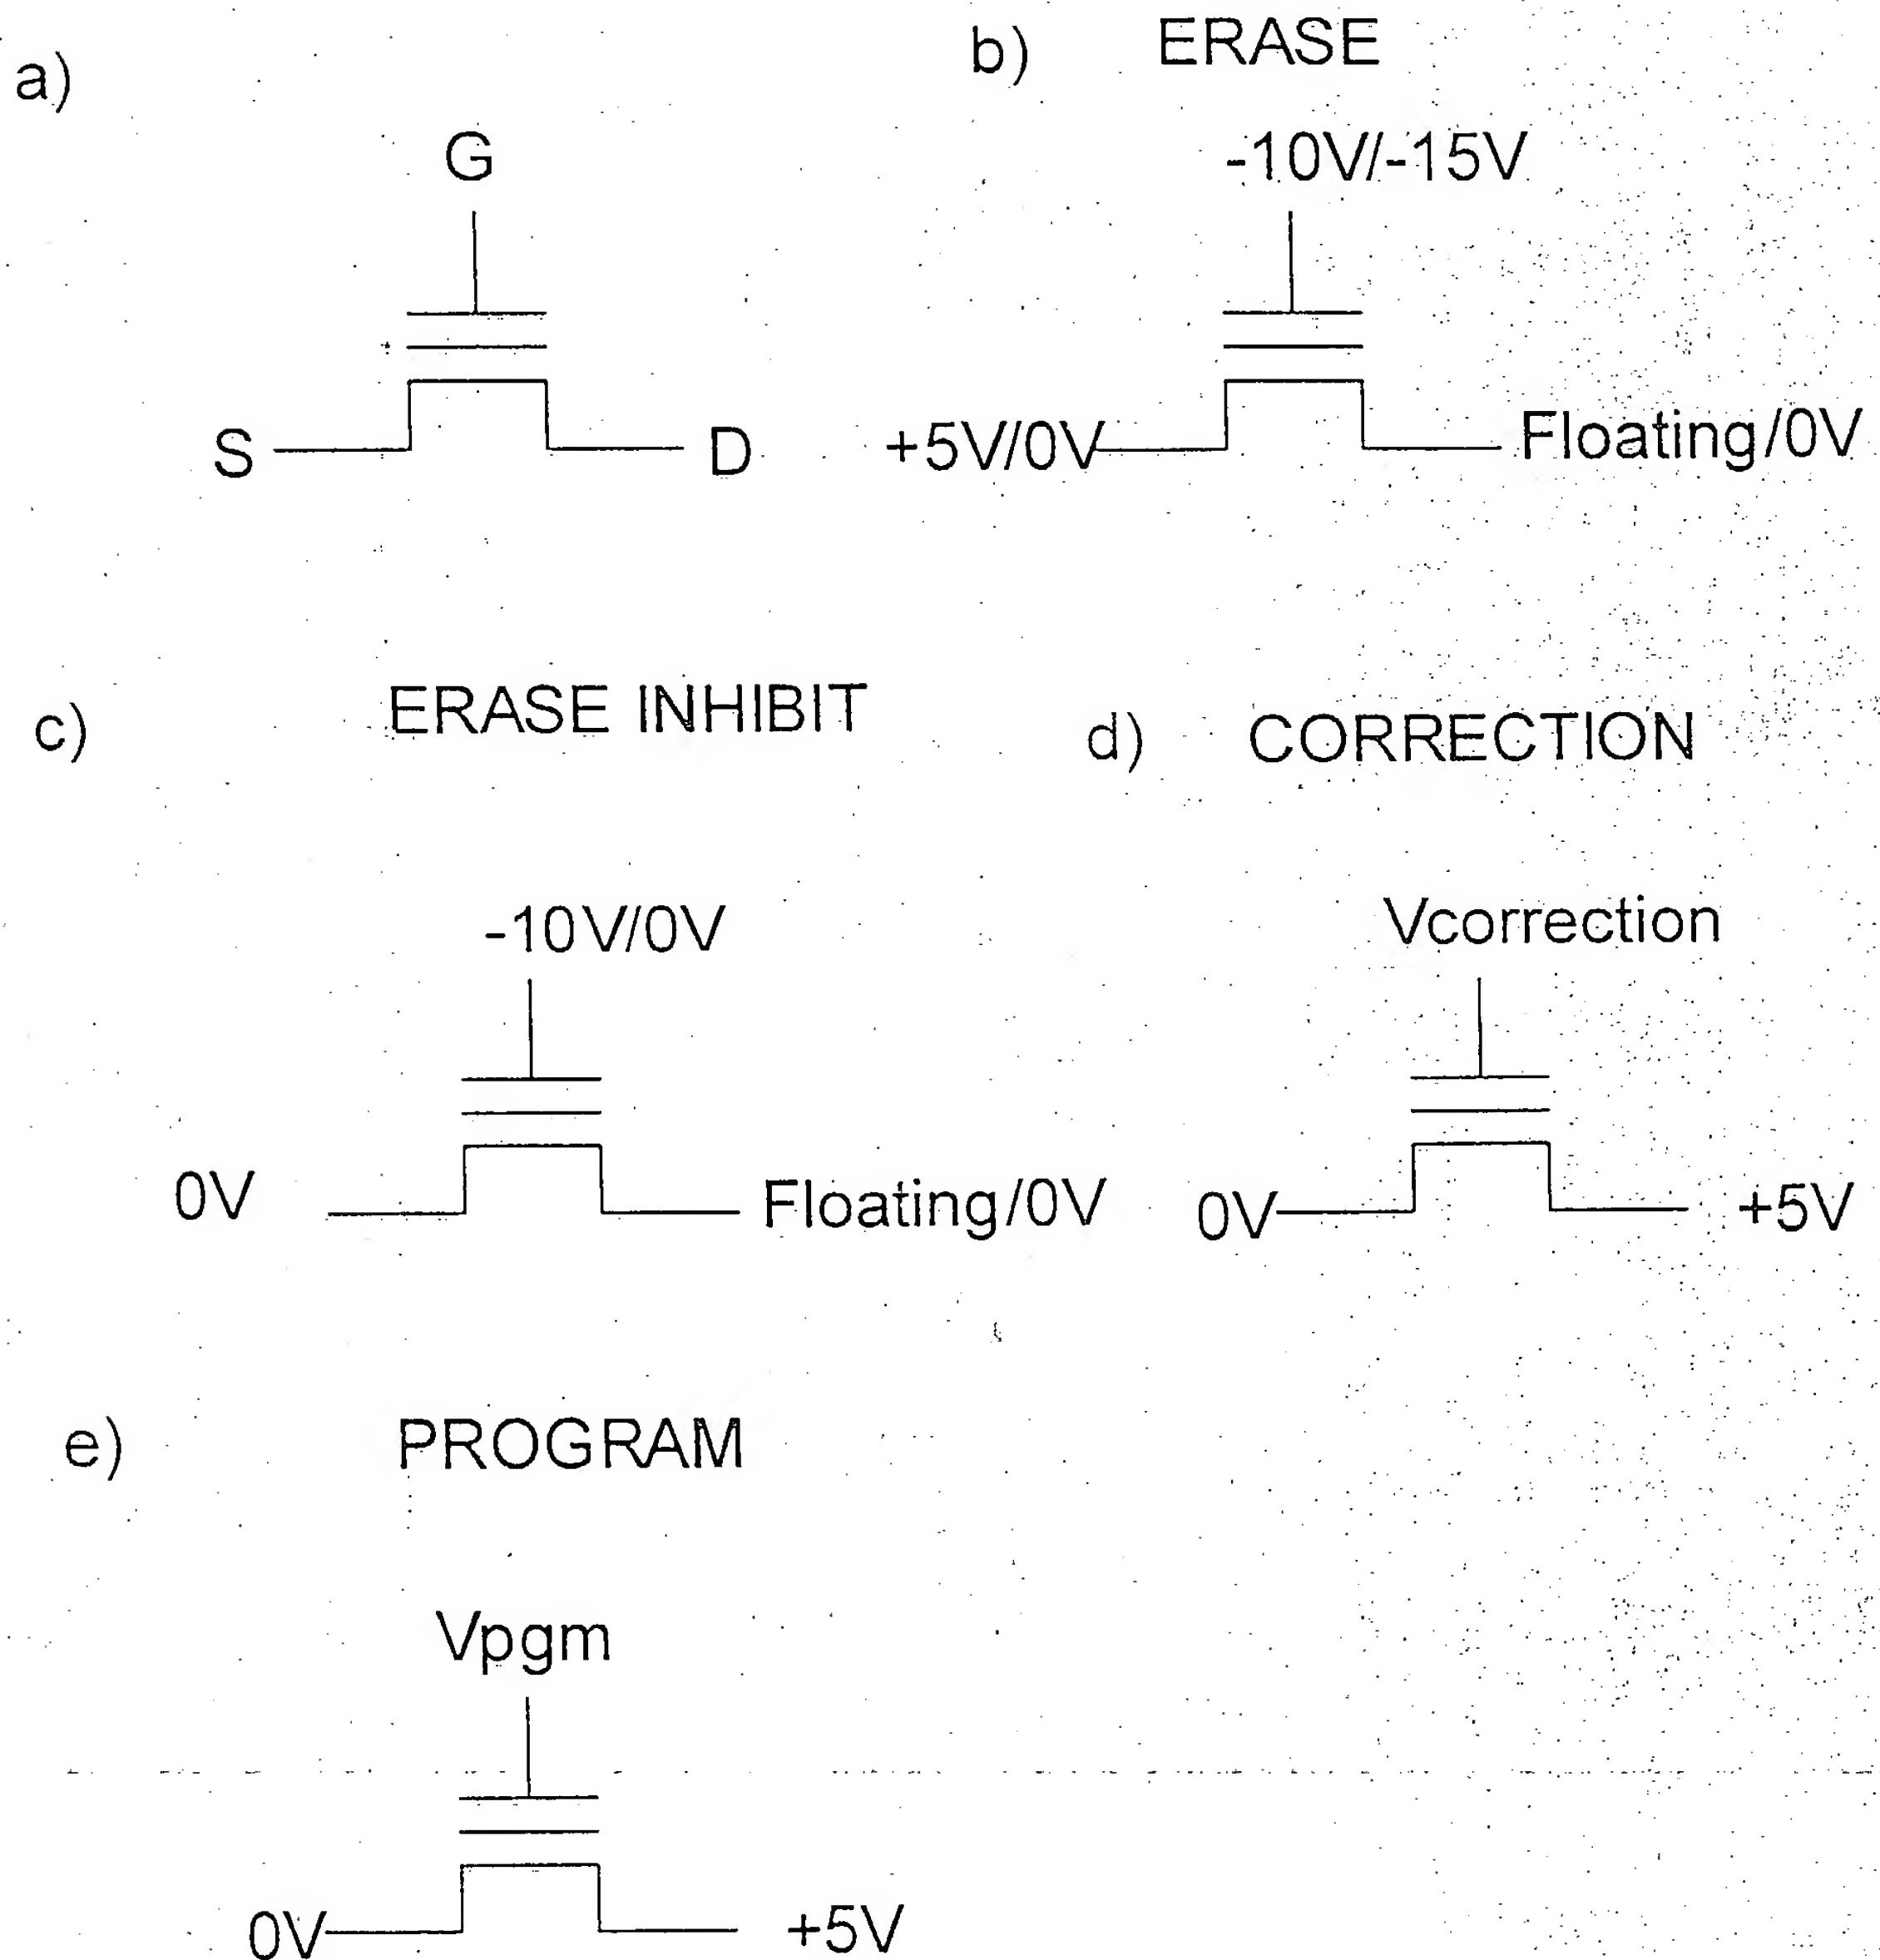 a)
G
S D
b) ERASE
-10V/-15V
+5V/0V Floating/0V
c) ERASE INHIBIT
-10V/0V
0V Floating/0V
d) CORRECTION
Vcorrection
0V +5V
e) PROGRAM
Vpgm
0V +5V